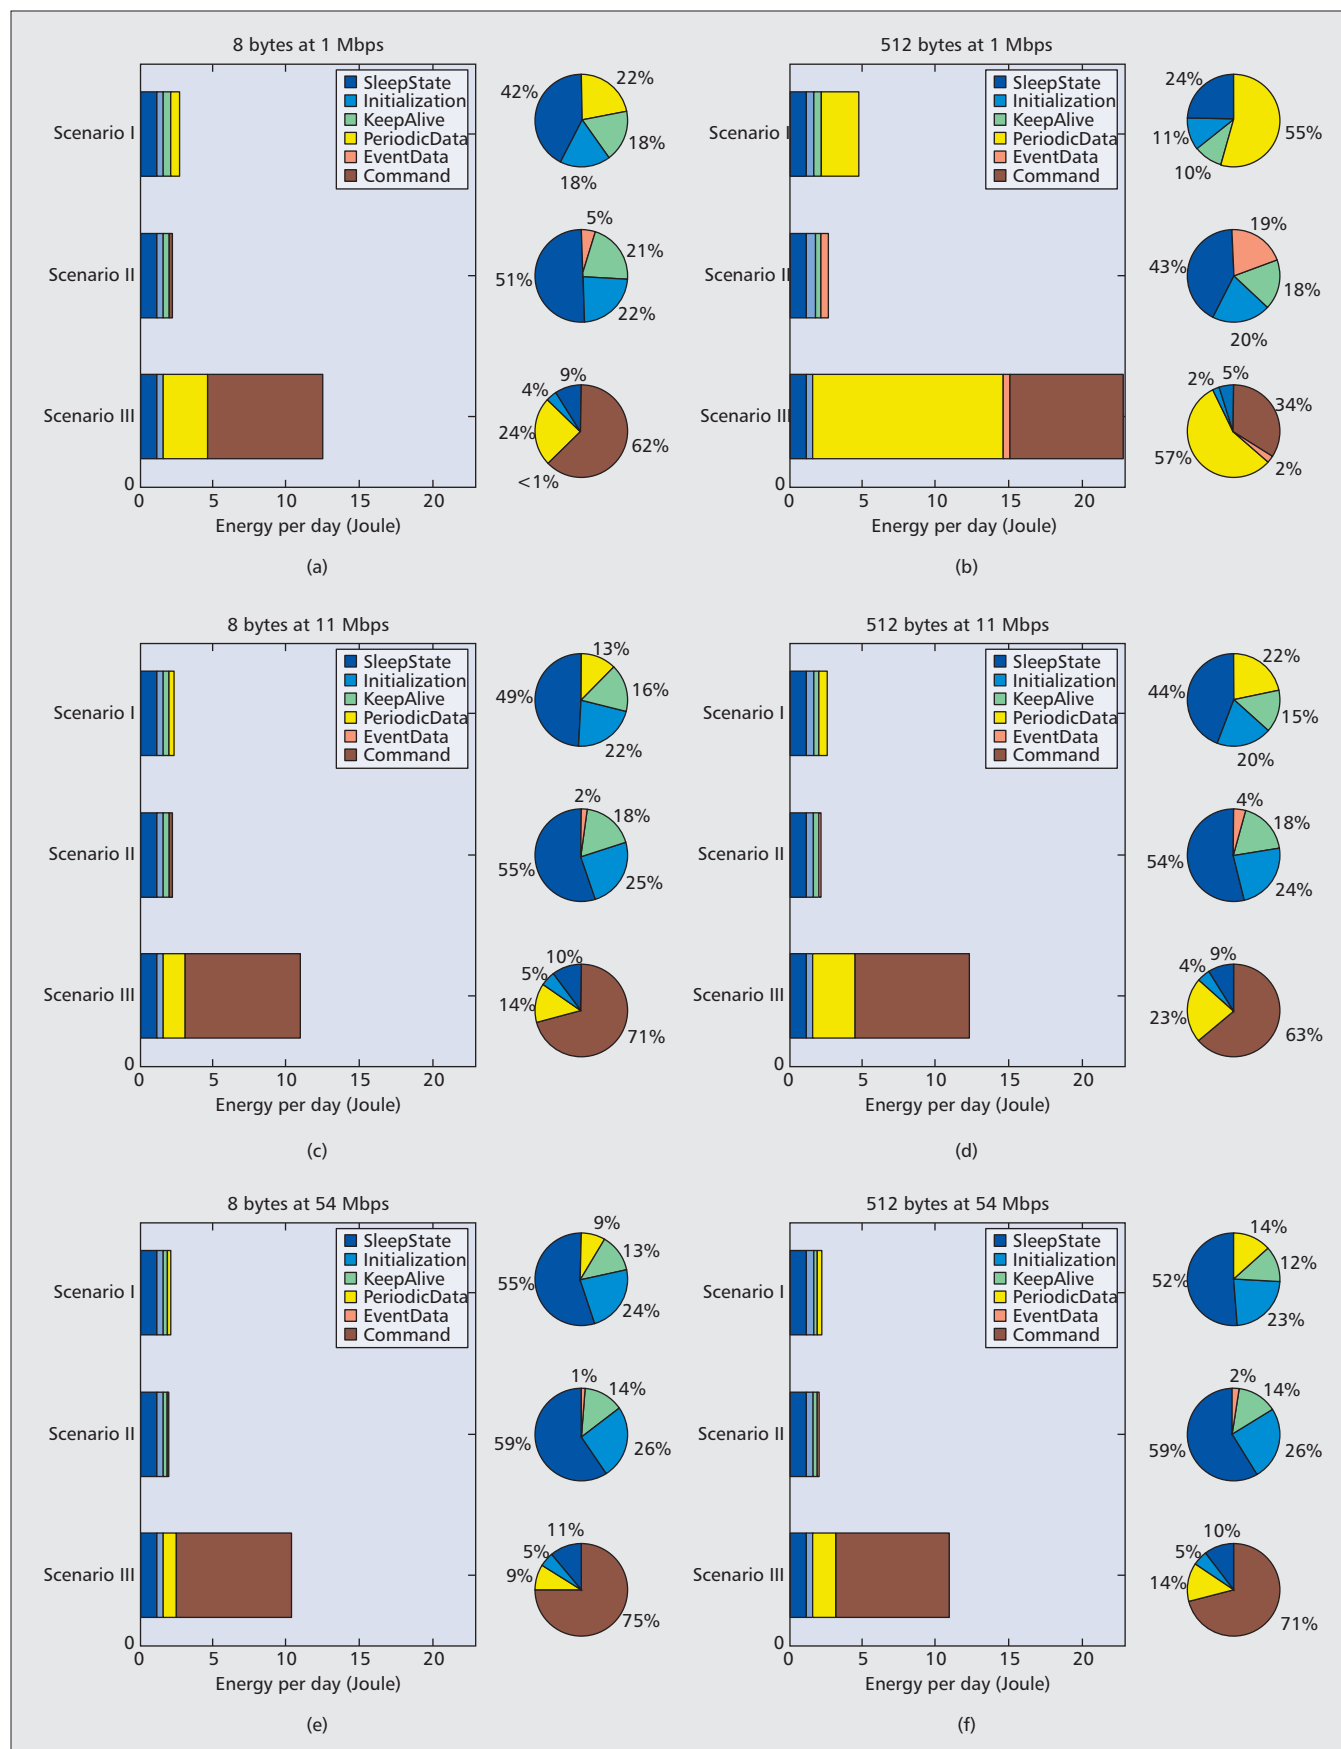 8 bytes at 1 Mbps
SleepState
Initialization
KeepAlive
PeriodicData
EventData
Command
Scenario I
Scenario II
Scenario III
0
0 5 10 15 20
Energy per day (Joule)
42% 22%
18%
18%
5%
21%
51%
22%
9%
4%
24%
62%
<1%
(a)
512 bytes at 1 Mbps
SleepState
Initialization
KeepAlive
PeriodicData
EventData
Command
Scenario I
Scenario II
Scenario III
0
0 5 10 15 20
Energy per day (Joule)
24%
11% 55%
10%
19%
43%
18%
20%
5%
2%
34%
57%
2%
(b)
8 bytes at 11 Mbps
SleepState
Initialization
KeepAlive
PeriodicData
EventData
Command
Scenario I
Scenario II
Scenario III
0
0 5 10 15 20
Energy per day (Joule)
13%
49% 16%
22%
2%
18%
55%
25%
10%
5%
14%
71%
(c)
512 bytes at 11 Mbps
SleepState
Initialization
KeepAlive
PeriodicData
EventData
Command
Scenario I
Scenario II
Scenario III
0
0 5 10 15 20
Energy per day (Joule)
22%
44%
15%
20%
4%
18%
54%
24%
9%
4%
23%
63%
(d)
8 bytes at 54 Mbps
SleepState
Initialization
KeepAlive
PeriodicData
EventData
Command
Scenario I
Scenario II
Scenario III
0
0 5 10 15 20
Energy per day (Joule)
9%
13%
55%
24%
1%
14%
59%
26%
11%
5%
9%
75%
(e)
512 bytes at 54 Mbps
SleepState
Initialization
KeepAlive
PeriodicData
EventData
Command
Scenario I
Scenario II
Scenario III
0
0 5 10 15 20
Energy per day (Joule)
14%
12%
52%
23%
2%
14%
59%
26%
10%
5%
14%
71%
(f)